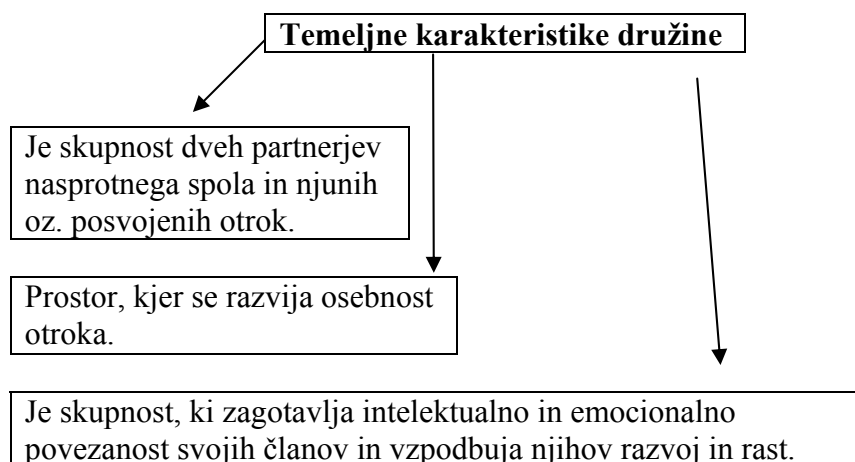 Temeljne karakteristike družine
Je skupnost dveh partnerjev
nasprotnega spola in njunih
oz. posvojenih otrok.
Prostor, kjer se razvija osebnost
otroka.
Je skupnost, ki zagotavlja intelektualno in emocionalno
povezanost svojih članov in vzpodbuja njihov razvoj in rast.